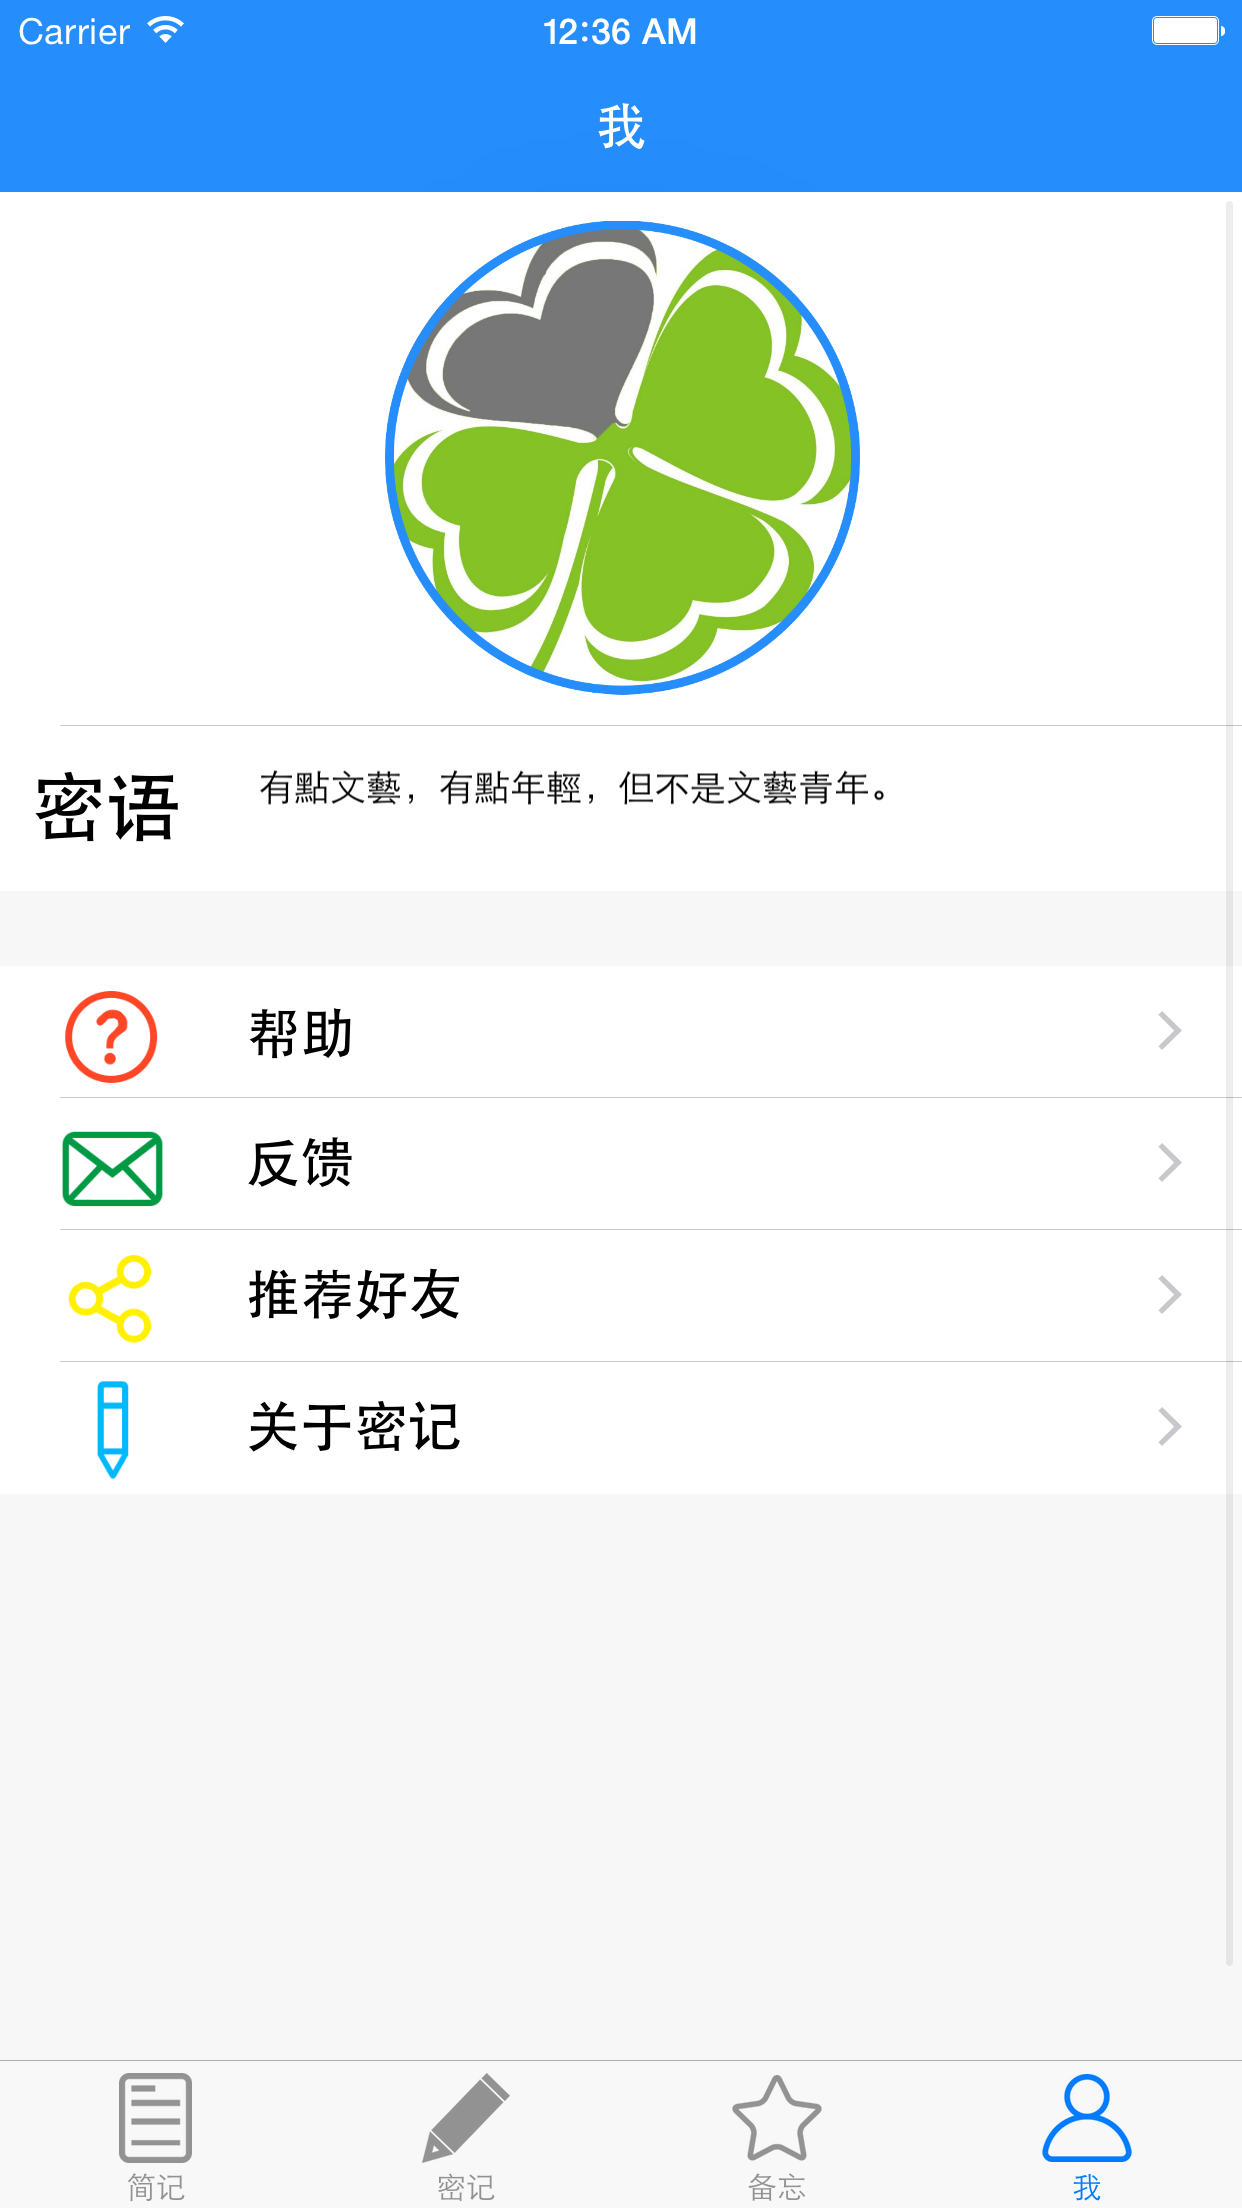 Carrier 12:36 AM
我
密语
有點文藝，有點年輕，但不是文藝青年。
帮助
反馈
推荐好友
关于密记
简记 密记 备忘 我